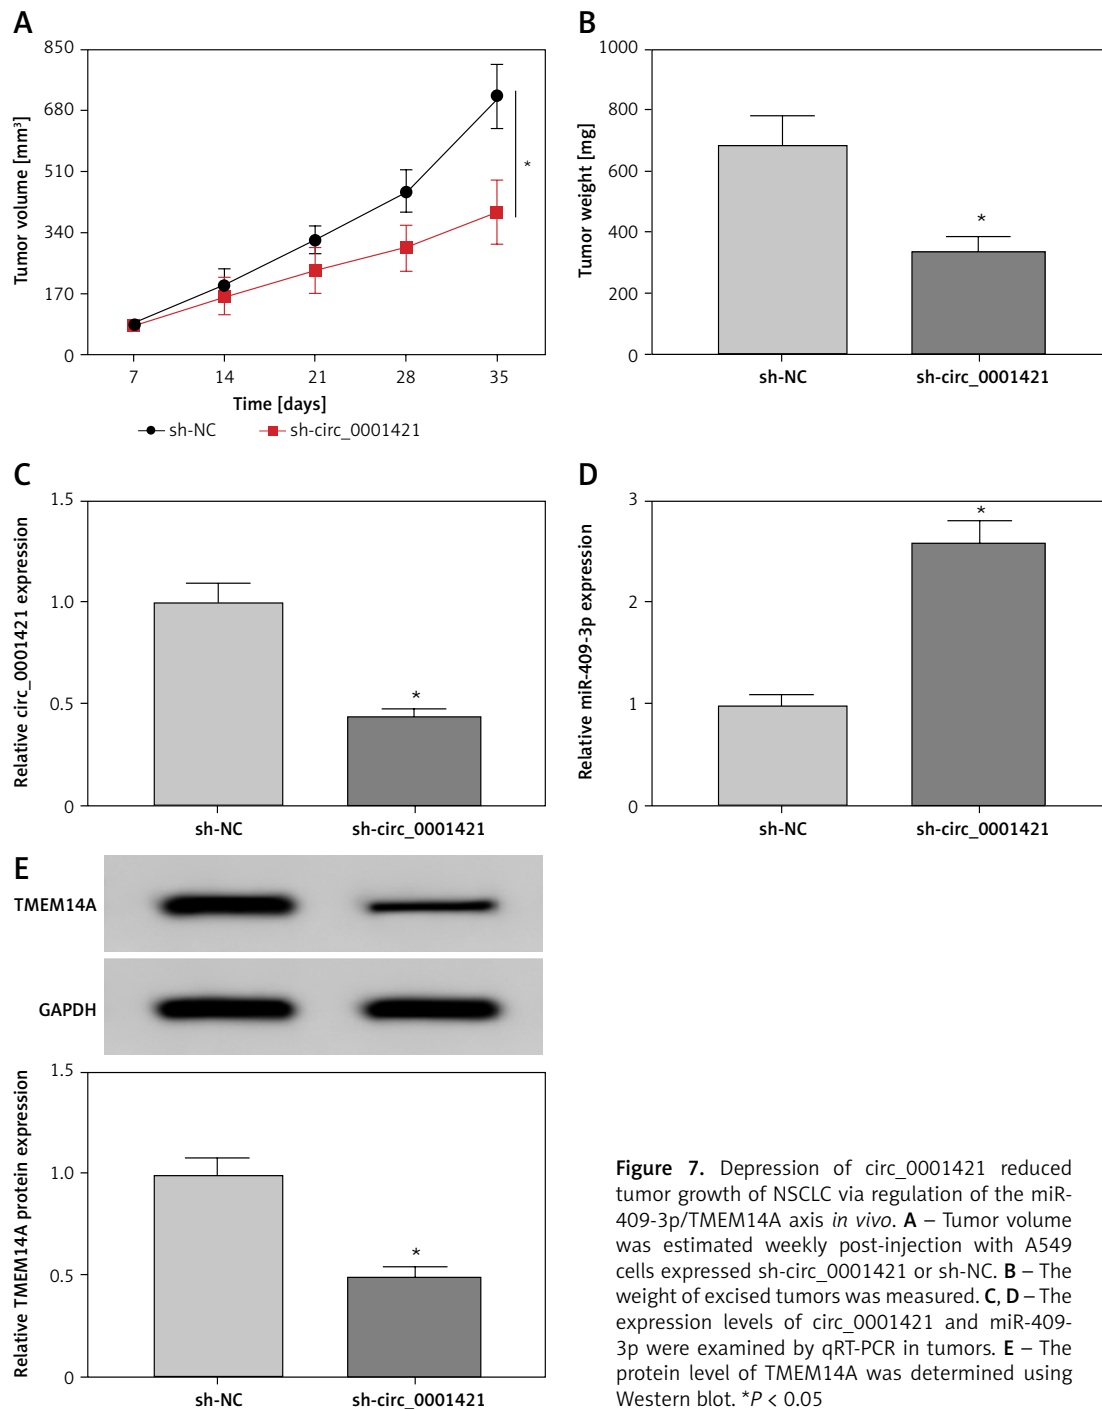 A
850
680
510
340
170
0
Tumor volume [mm³]
*
7 14 21 28 35
Time [days]
sh-NC sh-circ_0001421
B
1000
800
600
400
200
0
Tumor weight [mg]
*
sh-NC sh-circ_0001421
C
1.5
1.0
0.5
0
Relative circ_0001421 expression
*
sh-NC sh-circ_0001421
D
3
2
1
0
Relative miR-409-3p expression
*
sh-NC sh-circ_0001421
E
TMEM14A
GAPDH
1.5
1.0
0.5
0
Relative TMEM14A protein expression
*
sh-NC sh-circ_0001421
Figure 7. Depression of circ_0001421 reduced
tumor growth of NSCLC via regulation of the miR-
409-3p/TMEM14A axis in vivo. A – Tumor volume
was estimated weekly post-injection with A549
cells expressed sh-circ_0001421 or sh-NC. B – The
weight of excised tumors was measured. C, D – The
expression levels of circ_0001421 and miR-409-
3p were examined by qRT-PCR in tumors. E – The
protein level of TMEM14A was determined using
Western blot. *P < 0.05